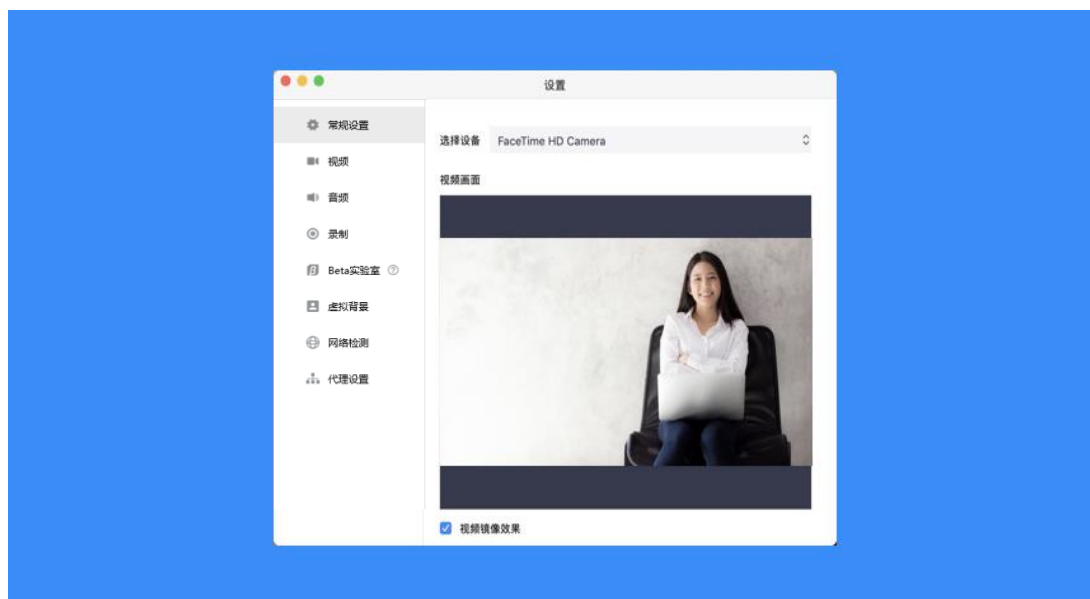 设置
常规设置
视频
音频
录制
Beta实验室
虚拟背景
网络检测
代理设置
选择设备 FaceTime HD Camera
视频画面
视频镜像效果